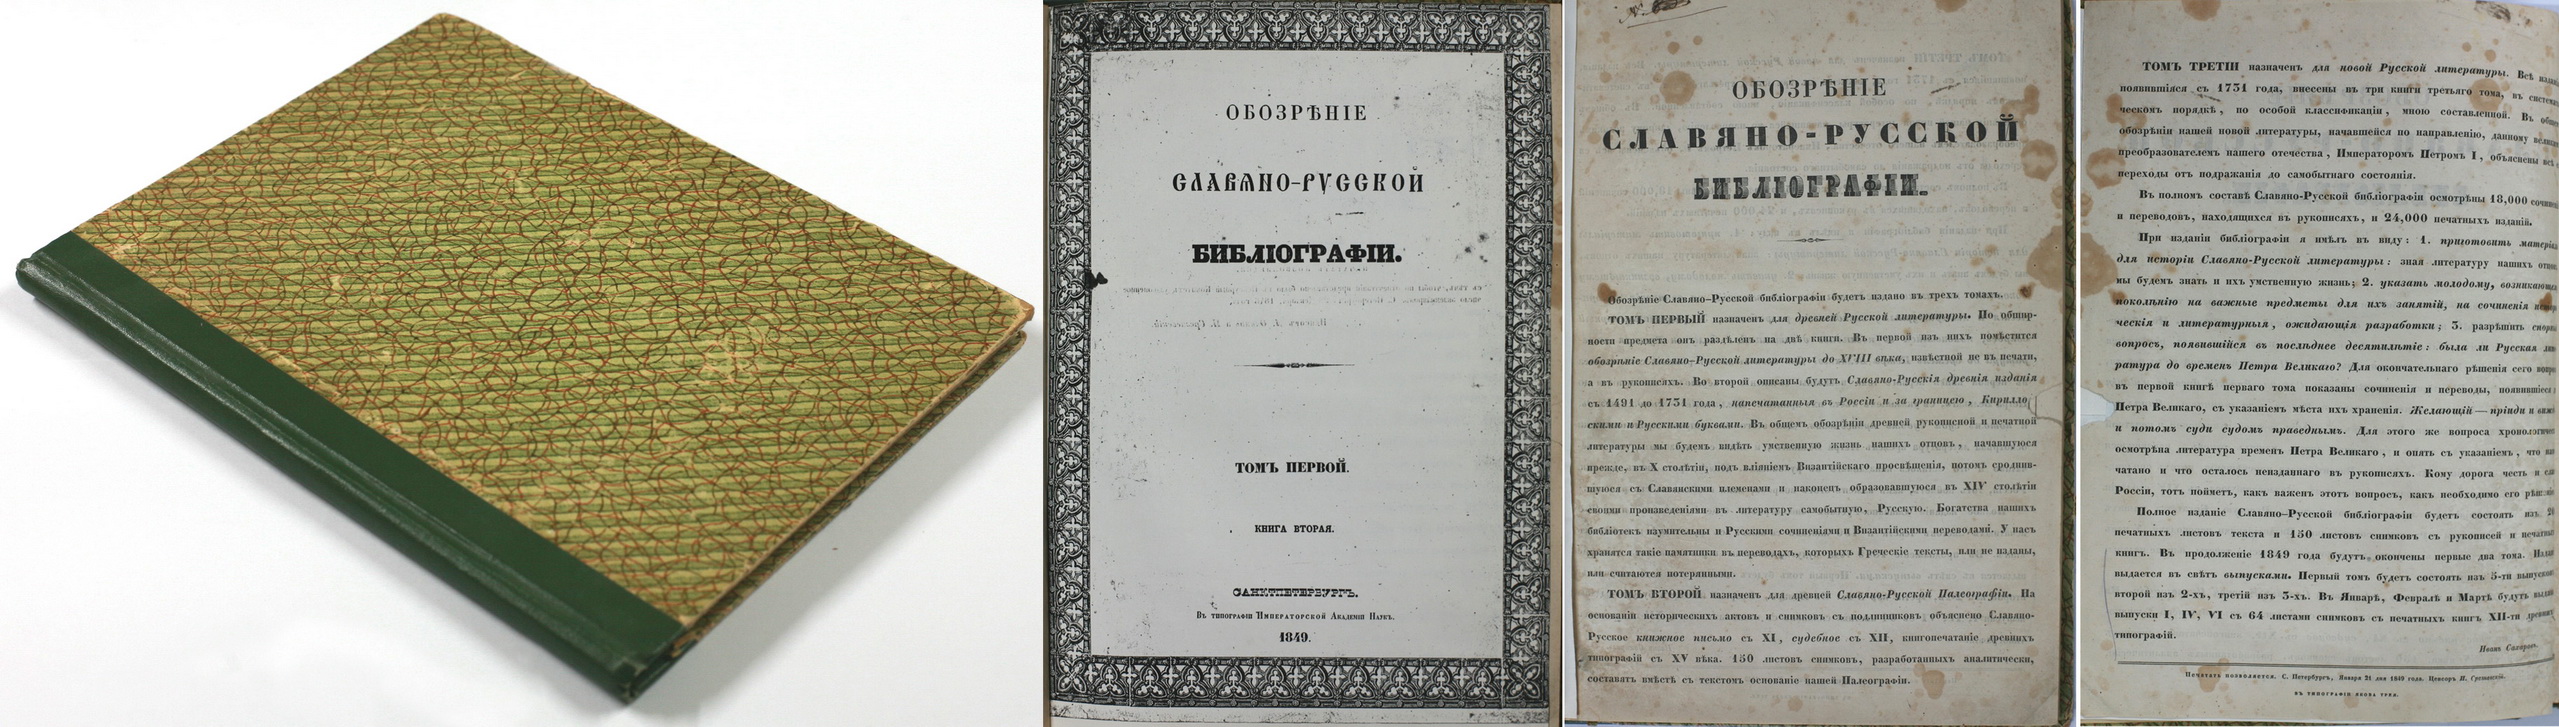 ОБОЗРѢНІЕ
СЛАВѦНО-РУССКОЙ
БИБЛІОГРАФІИ.
ТОМЪ ПЕРВОЙ.
КНИГА ВТОРАЯ.
САНКТПЕТЕРБУРГЪ.
Въ типографіи Императорской Академіи Наукъ.
1849.
ОБОЗРѢНІЕ
СЛАВЯНО-РУССКОЙ
БИБЛІОГРАФІИ.
Обозрѣніе Славяно-Русской библіографіи будетъ издано въ трехъ томахъ.
ТОМЪ ПЕРВЫЙ назначенъ для древней Русской литературы. По обшир-
ности предмета онъ раздѣленъ на двѣ книги. Въ первой изъ нихъ помѣстится
обозрѣніе Славяно-Русской литературы до XVIII вѣка, извѣстной не въ печати,
а въ рукописяхъ. Во второй описаны будутъ Славяно-Русскія древнія изданія
съ 1491 до 1731 года, напечатанныя въ Россіи и за границею, Кирилло
скими и Русскими буквами. Въ общемъ обозрѣніи древней рукописной и печатной
литературы мы будемъ видѣть умственную жизнь нашихъ отцовъ, начавшуюся
прежде, въ X столѣтіи, подъ вліяніемъ Византійскаго просвѣщенія, потомъ сроднив-
шуюся съ Славянскими племенами и наконецъ образовавшуюся въ XIV столѣтіи
своими произведеніями въ литературу самобытную, Русскую. Богатства нашихъ
библіотекъ изумительны и Русскими сочиненіями и Византійскими переводами. У насъ
хранятся такіе памятники въ переводахъ, которыхъ Греческіе тексты, или не изданы,
или считаются потерянными.
ТОМЪ ВТОРОЙ назначенъ для древней Славяно-Русской Палеографіи. На
основаніи историческихъ актовъ и снимковъ съ подлинниковъ объяснено Славяно-
Русское книжное письмо съ XI, судебное съ XII, книгопечатаніе древнихъ
типографій съ XV вѣка. 150 листовъ снимковъ, разработанныхъ аналитически,
составятъ вмѣстѣ съ текстомъ основаніе нашей Палеографіи.
ТОМЪ ТРЕТІЙ назначенъ для новой Русской литературы. Всѣ
появившіяся съ 1731 года, внесены въ три книги третьяго тома, въ систем
ческомъ порядкѣ, по особой классификаціи, мною составленной. Въ общ
обозрѣніи нашей новой литературы, начавшейся по направленію, данному велик
преобразователемъ нашего отечества, Императоромъ Петромъ I, объяснены всѣ
переходы отъ подражанія до самобытнаго состоянія.
Въ полномъ составѣ Славяно-Русской библіографіи осмотрѣны 18,000 сочин
и переводовъ, находящихся въ рукописяхъ, и 24,000 печатныхъ изданій.
При изданіи библіографіи я имѣлъ въ виду: 1. приготовить матеріа
для исторіи Славяно-Русской литературы: зная литературу нашихъ отцо
мы будемъ знать и ихъ умственную жизнь; 2. указать молодому, возникающ
поколѣнію на важные предметы для ихъ занятій, на сочиненія истор
ческія и литературныя, ожидающія разработки; 3. разрѣшить спорн
вопросъ, появившійся въ послѣднее десятилѣтіе: была ли Русская лит
ратура до временъ Петра Великаго? Для окончательнаго рѣшенія сего вопр
въ первой книгѣ перваго тома показаны сочиненія и переводы, появившіеся
Петра Великаго, съ указаніемъ мѣста ихъ храненія. Желающій — пріиди и виж
и потомъ суди судомъ праведнымъ. Для этого же вопроса хронологич
осмотрѣна литература временъ Петра Великаго, и опять съ указаніемъ, что
чатано и что осталось неизданнаго въ рукописяхъ. Кому дорога честь и
Россіи, тотъ пойметъ, какъ важенъ этотъ вопросъ, какъ необходимо его рѣшеніе
Полное изданіе Славяно-Русской библіографіи будетъ состоять изъ
печатныхъ листовъ текста и 150 листовъ снимковъ съ рукописей и печатн
книгъ. Въ продолженіе 1849 года будутъ окончены первые два тома.
выдается въ свѣтъ выпусками. Первый томъ будетъ состоять изъ 5-ти выпусковъ
второй изъ 2-хъ, третій изъ 3-хъ. Въ Январѣ, Февралѣ и Мартѣ будутъ
выпуски I, IV, VI съ 64 листами снимковъ съ печатныхъ книгъ XII-ти древн
типографій.
Иванъ Сахаровъ.
Печатать позволяется. С. Петербургъ, Января 21 дня 1849 года. Ценсоръ
ВЪ ТИПОГРАФІИ ЯКОВА ТРЕЯ.